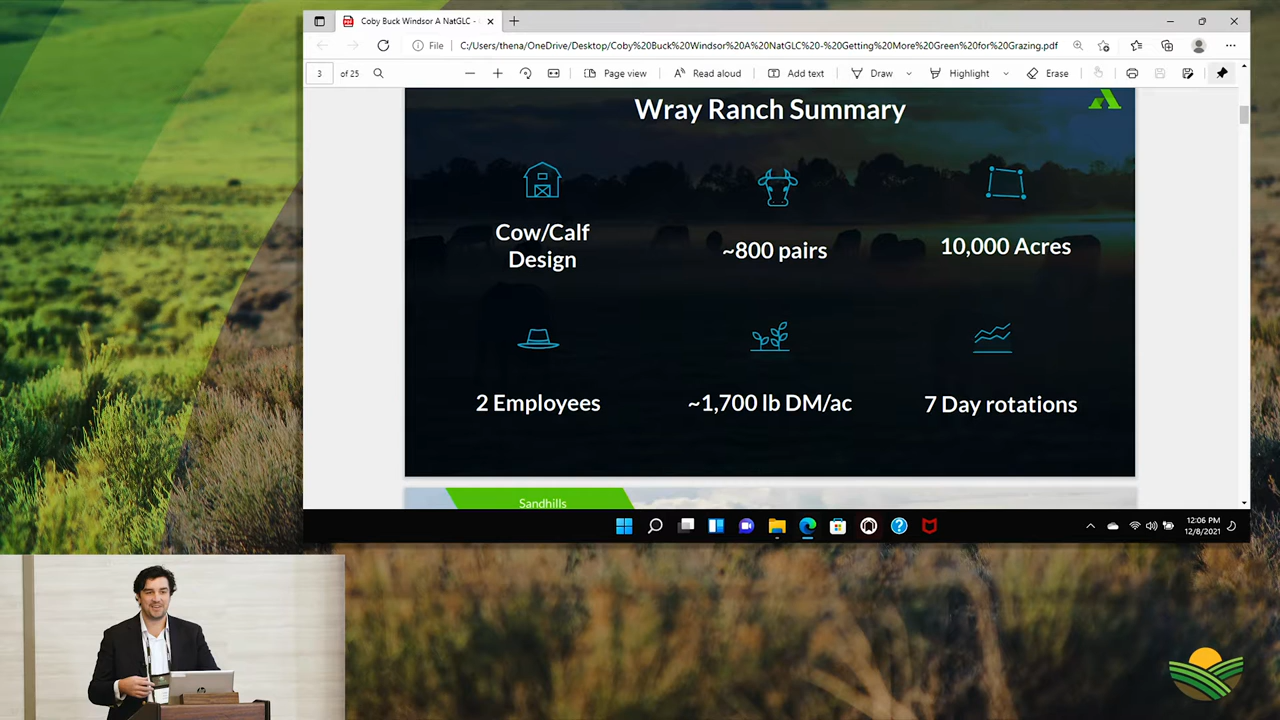 Coby Buck Windsor A NatGLC -
File
C:/Users/thena/OneDrive/Desktop/Coby%20Buck%20Windsor%20A%20NatGLC%20-%20Getting%20More%20Green%20for%20Grazing.pdf
3 of 25
Page view
Read aloud
Add text
Draw
Highlight
Erase
Wray Ranch Summary
Cow/Calf
Design
~800 pairs
10,000 Acres
2 Employees
~1,700 lb DM/ac
7 Day rotations
Sandhills
12:06 PM
12/8/2021
hp